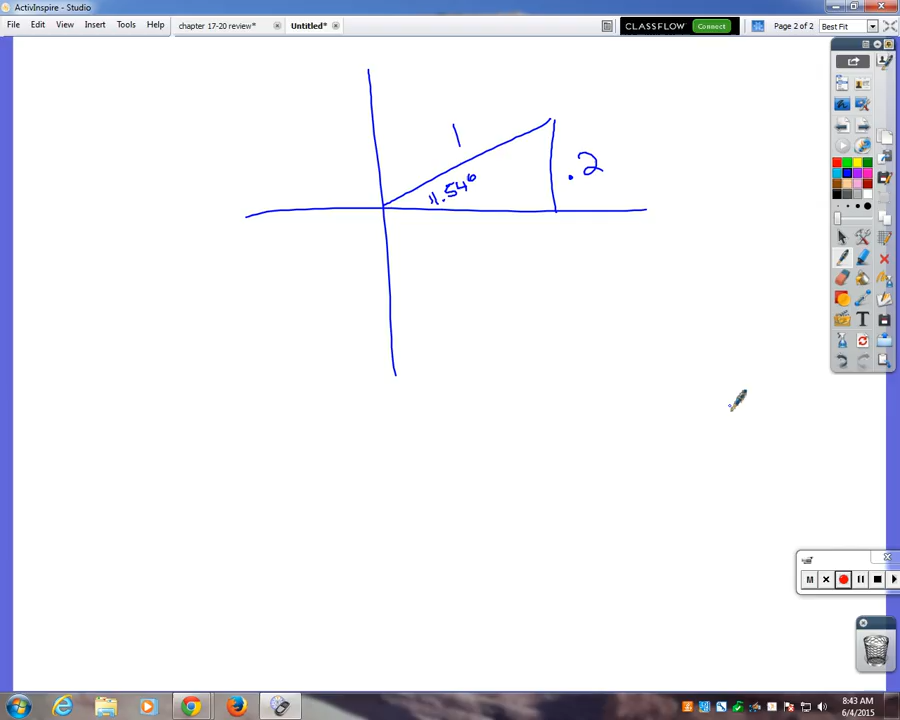 ActivInspire - Studio
File Edit View Insert Tools Help
chapter 17-20 review*
Untitled*
CLASSFLOW Connect
Page 2 of 2
Best Fit
1
.2
11.54°
T
M
8:43 AM
6/4/2015